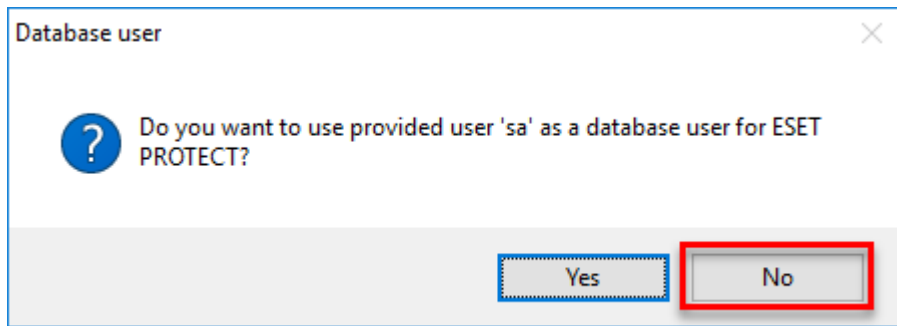 Database user
Do you want to use provided user 'sa' as a database user for ESET
PROTECT?
Yes
No